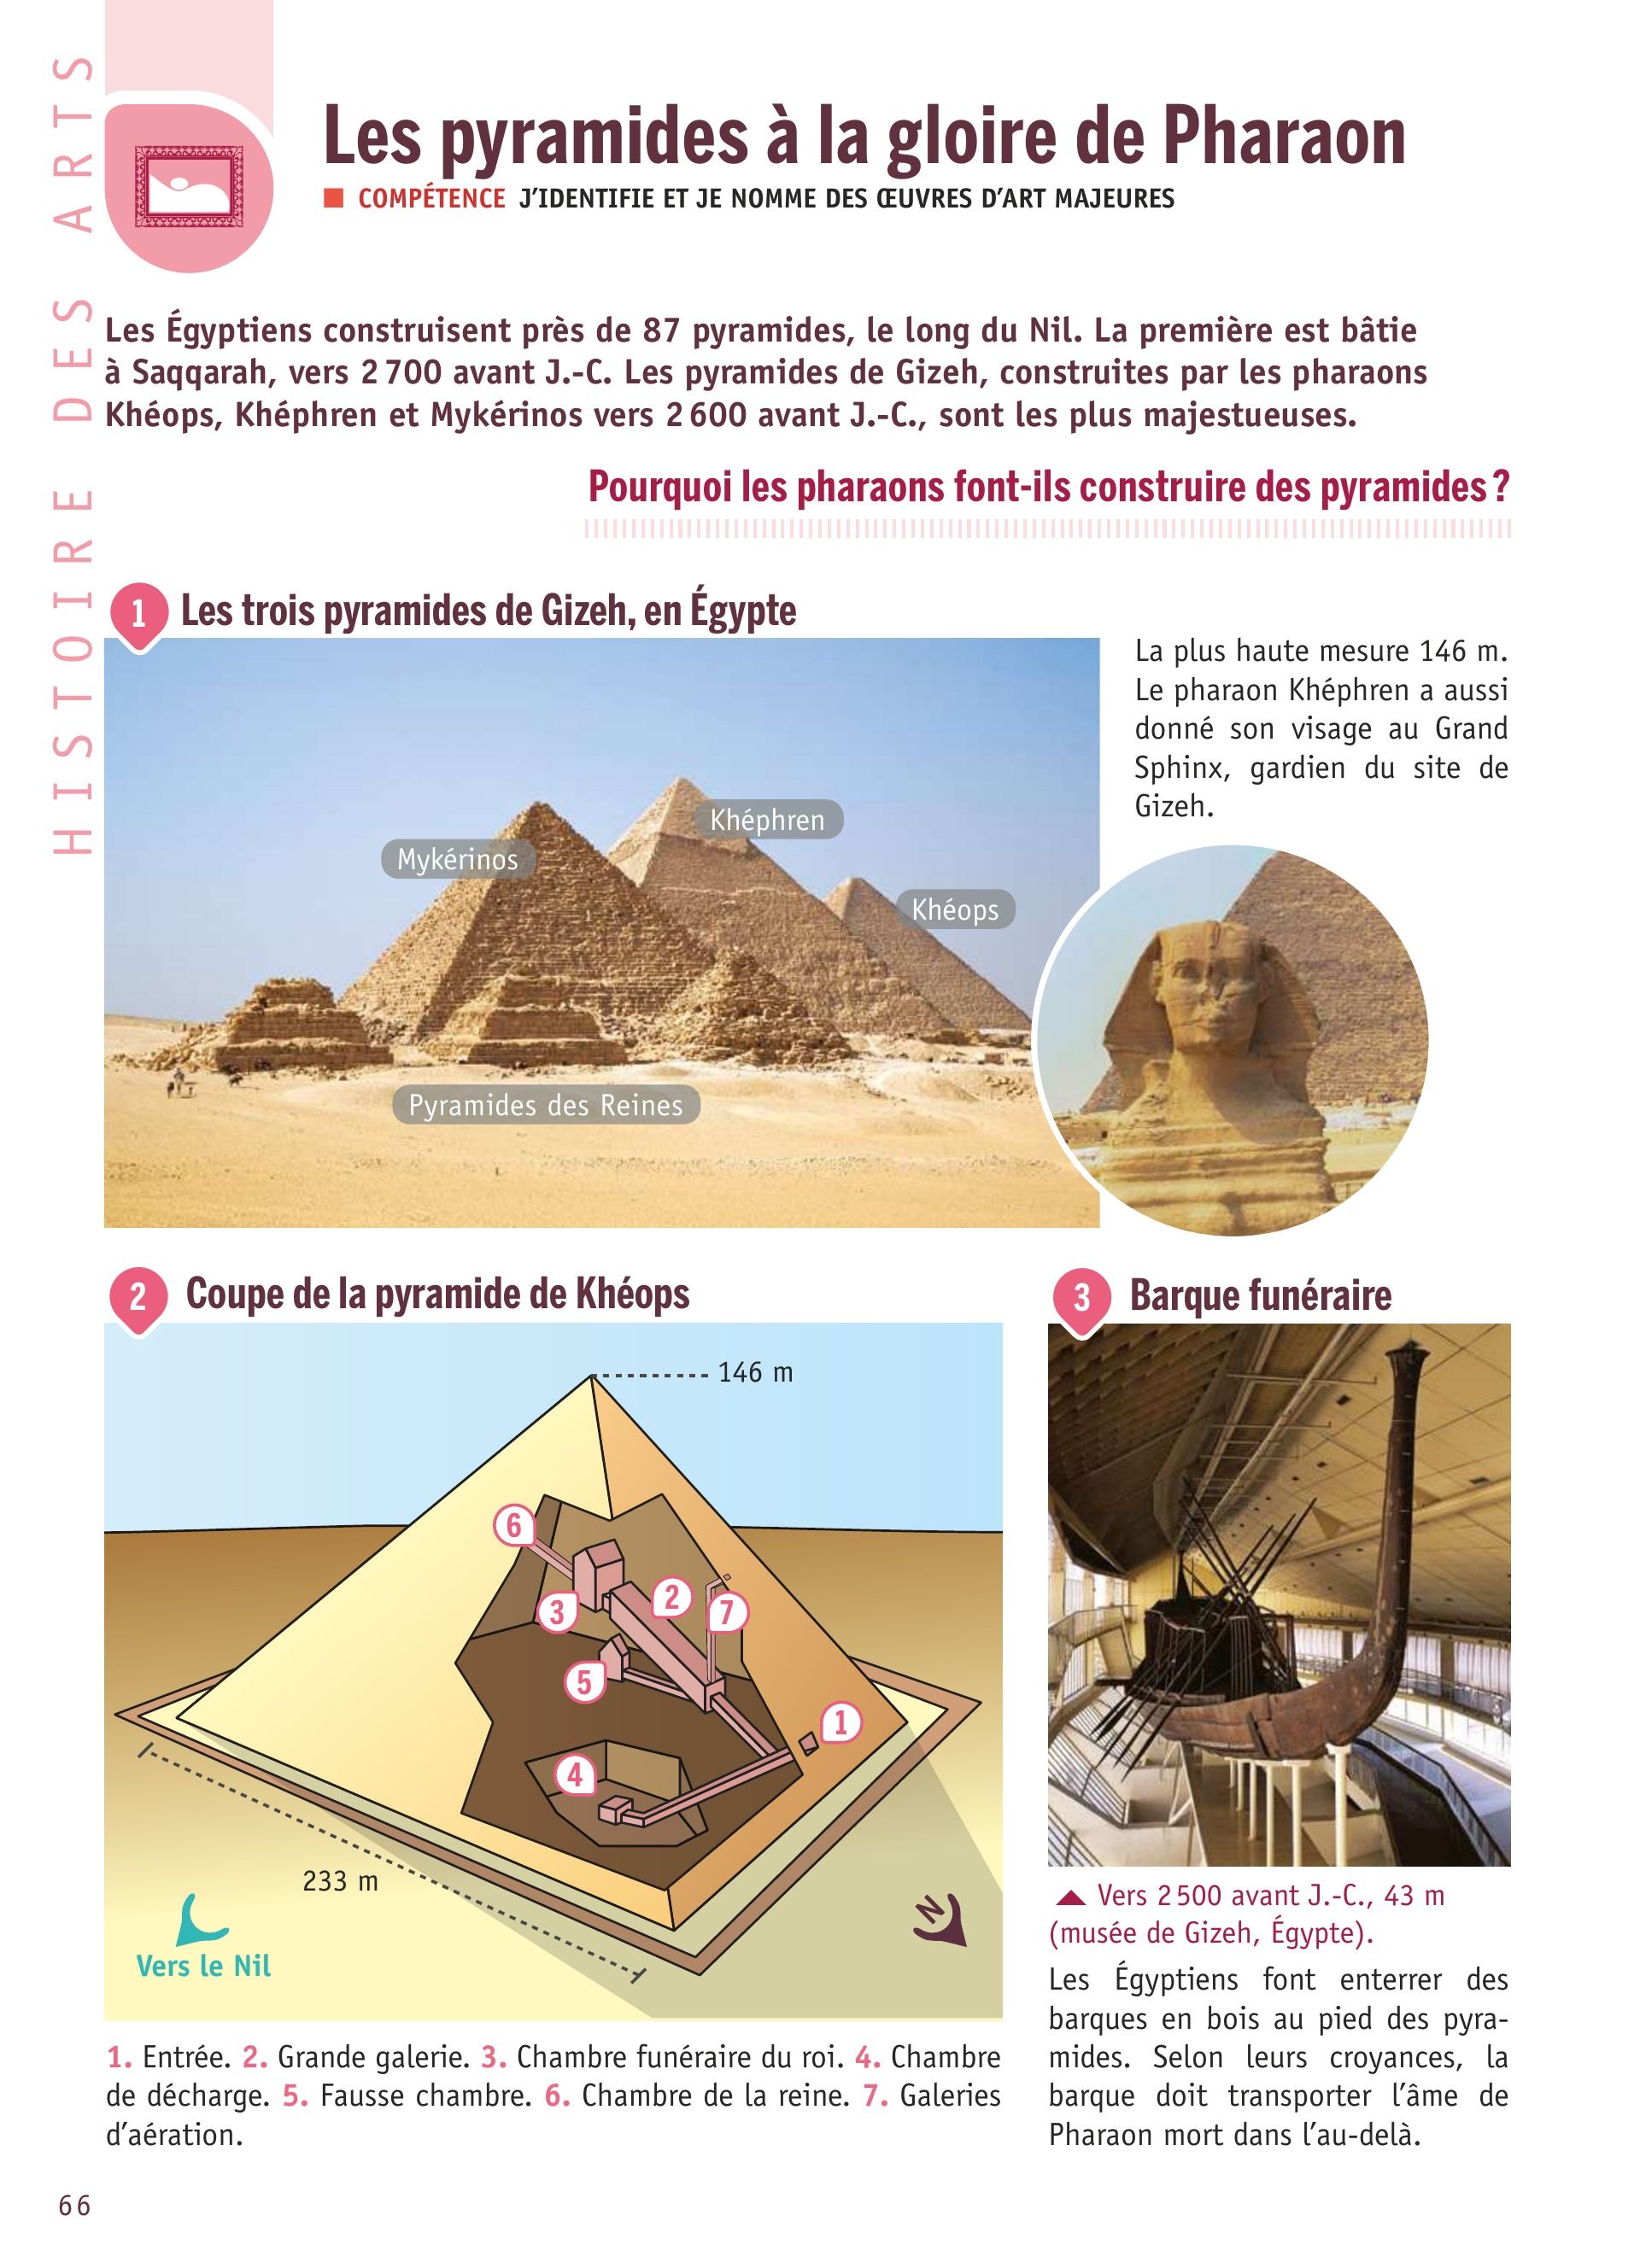 HISTOIRE DES ARTS
Les pyramides à la gloire de Pharaon
COMPÉTENCE J’IDENTIFIE ET JE NOMME DES ŒUVRES D’ART MAJEURES
Les Égyptiens construisent près de 87 pyramides, le long du Nil. La première est bâtie
à Saqqarah, vers 2 700 avant J.-C. Les pyramides de Gizeh, construites par les pharaons
Khéops, Khéphren et Mykérinos vers 2 600 avant J.-C., sont les plus majestueuses.
Pourquoi les pharaons font-ils construire des pyramides ?
1 Les trois pyramides de Gizeh, en Égypte
Khéphren
Mykérinos
Khéops
Pyramides des Reines
La plus haute mesure 146 m.
Le pharaon Khéphren a aussi
donné son visage au Grand
Sphinx, gardien du site de
Gizeh.
2 Coupe de la pyramide de Khéops
146 m
6
2
3
7
5
1
4
233 m
N
Vers le Nil
1. Entrée. 2. Grande galerie. 3. Chambre funéraire du roi. 4. Chambre
de décharge. 5. Fausse chambre. 6. Chambre de la reine. 7. Galeries
d’aération.
3 Barque funéraire
Vers 2 500 avant J.-C., 43 m
(musée de Gizeh, Égypte).
Les Égyptiens font enterrer des
barques en bois au pied des pyra-
mides. Selon leurs croyances, la
barque doit transporter l’âme de
Pharaon mort dans l’au-delà.
66